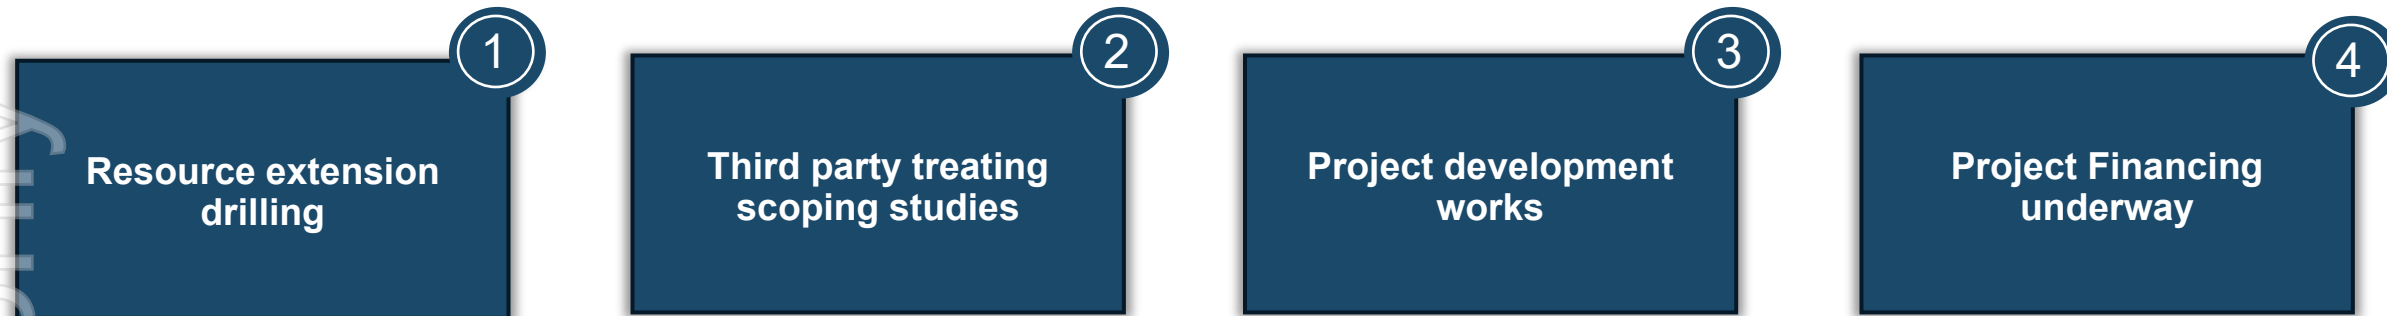 1
Resource extension
drilling
2
Third party treating
scoping studies
3
Project development
works
4
Project Financing
underway